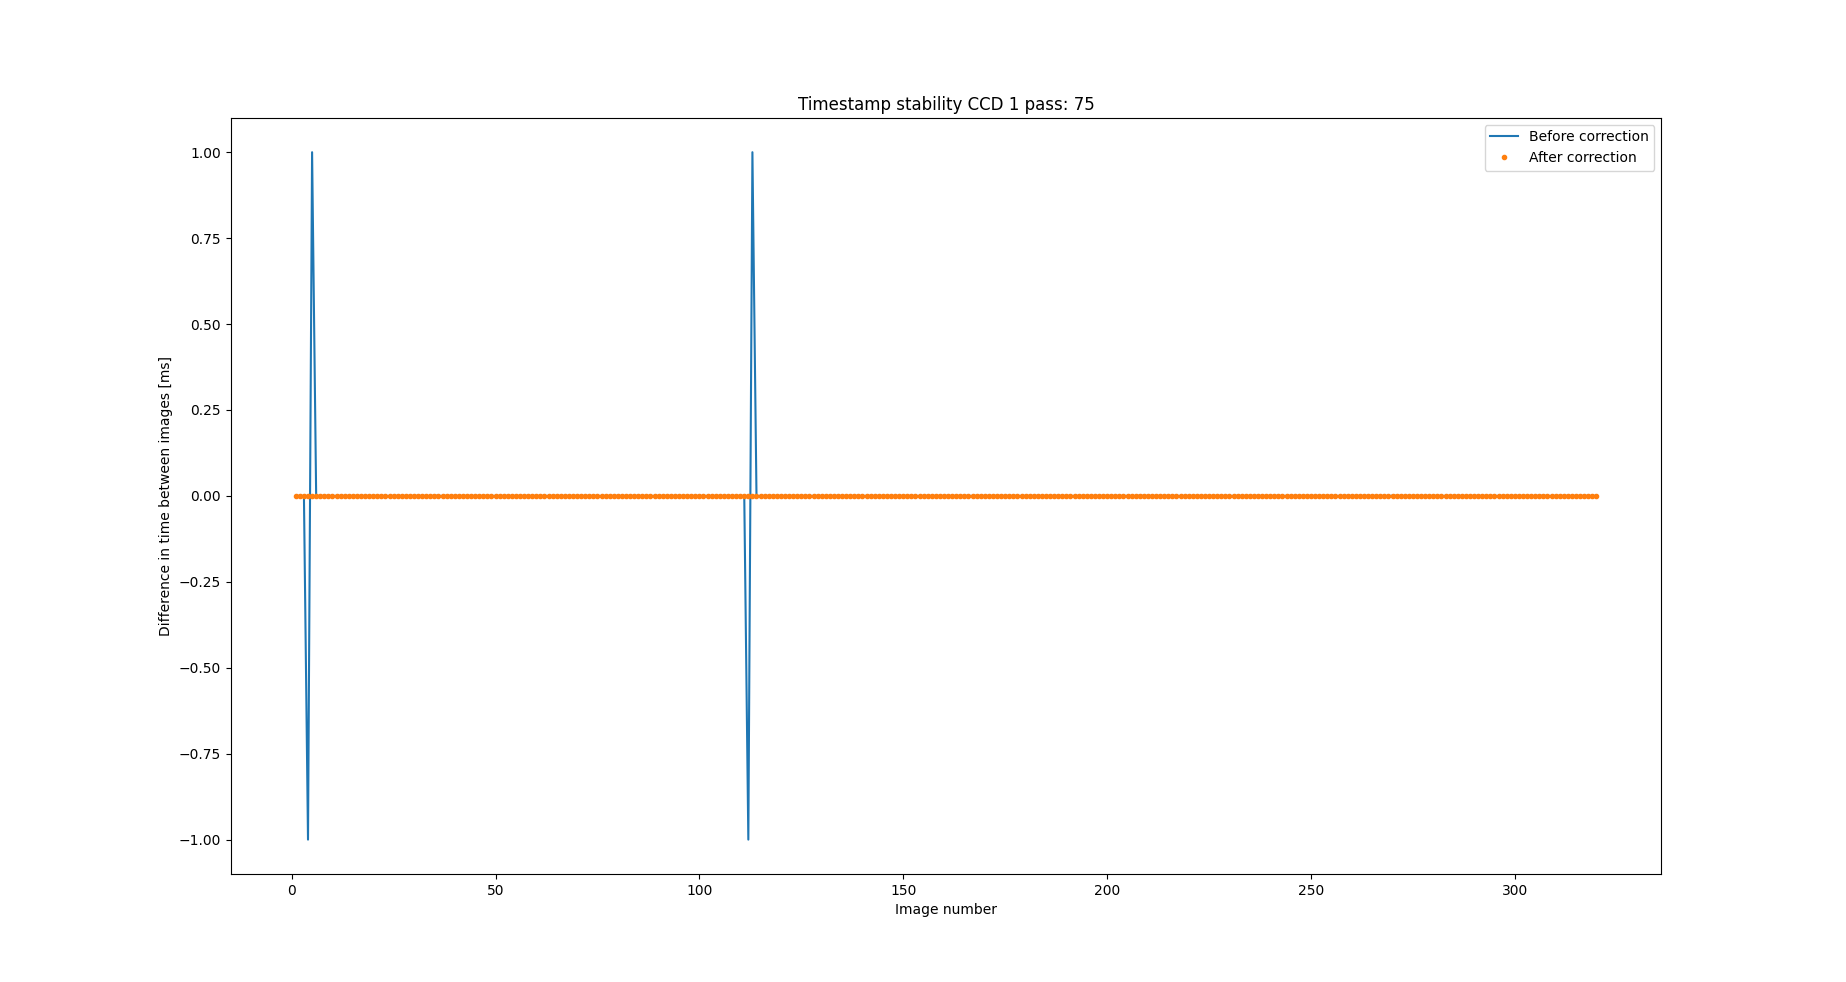 Timestamp stability CCD 1 pass: 75
Before correction
After correction
1.00
0.75
0.50
0.25
0.00
−0.25
−0.50
−0.75
−1.00
Difference in time between images [ms]
0 50 100 150 200 250 300
Image number